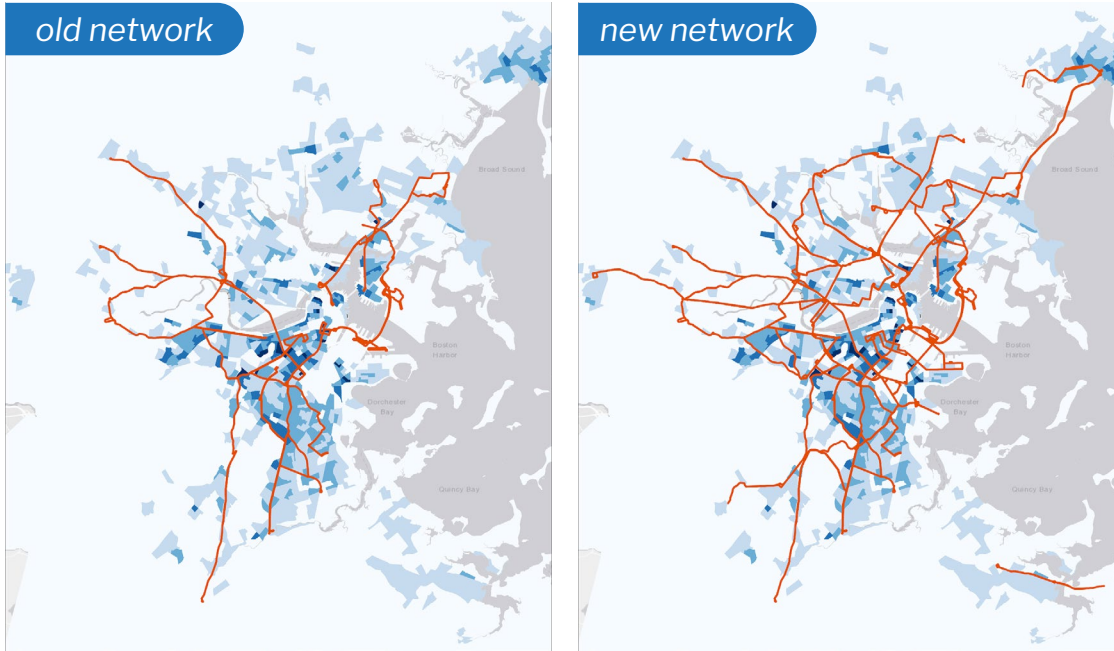 old network
Broad Sound
Boston
Harbor
Dorchester
Bay
Quincy Bay
new network
Broad Sound
Boston
Harbor
Dorchester
Bay
Quincy Bay